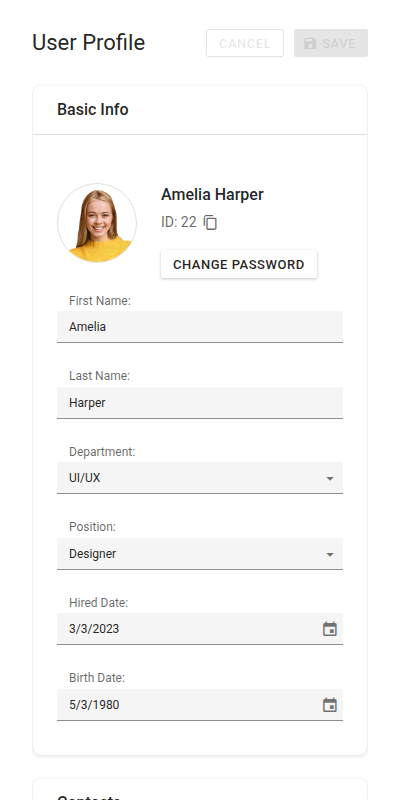 User Profile
CANCEL
SAVE
Basic Info
Amelia Harper
ID: 22
CHANGE PASSWORD
First Name:
Amelia
Last Name:
Harper
Department:
UI/UX
Position:
Designer
Hired Date:
3/3/2023
Birth Date:
5/3/1980
Contacts